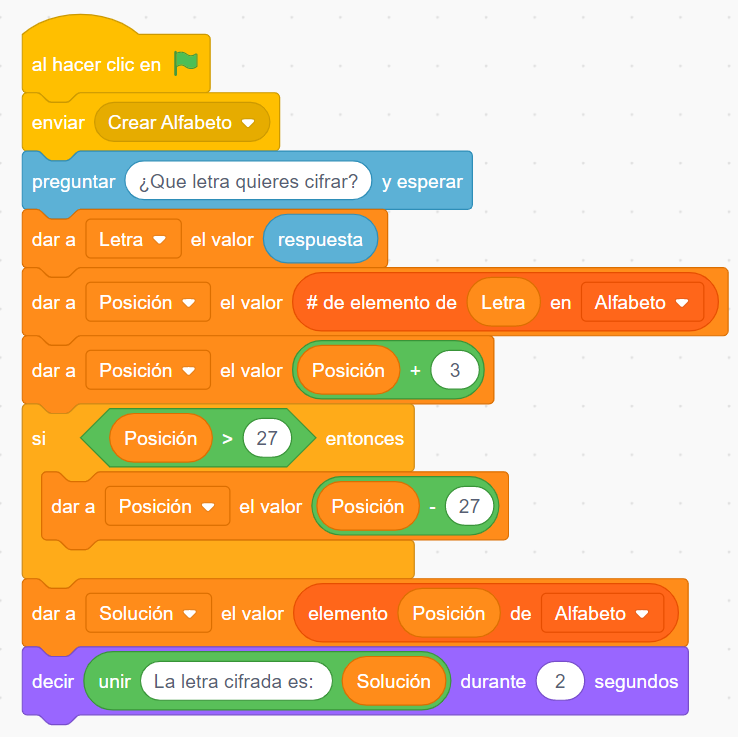 al hacer clic en
enviar Crear Alfabeto
preguntar ¿Que letra quieres cifrar? y esperar
dar a Letra el valor respuesta
dar a Posición el valor # de elemento de Letra en Alfabeto
dar a Posición el valor Posición + 3
si Posición > 27 entonces
dar a Posición el valor Posición - 27
dar a Solución el valor elemento Posición de Alfabeto
decir unir La letra cifrada es: Solución durante 2 segundos